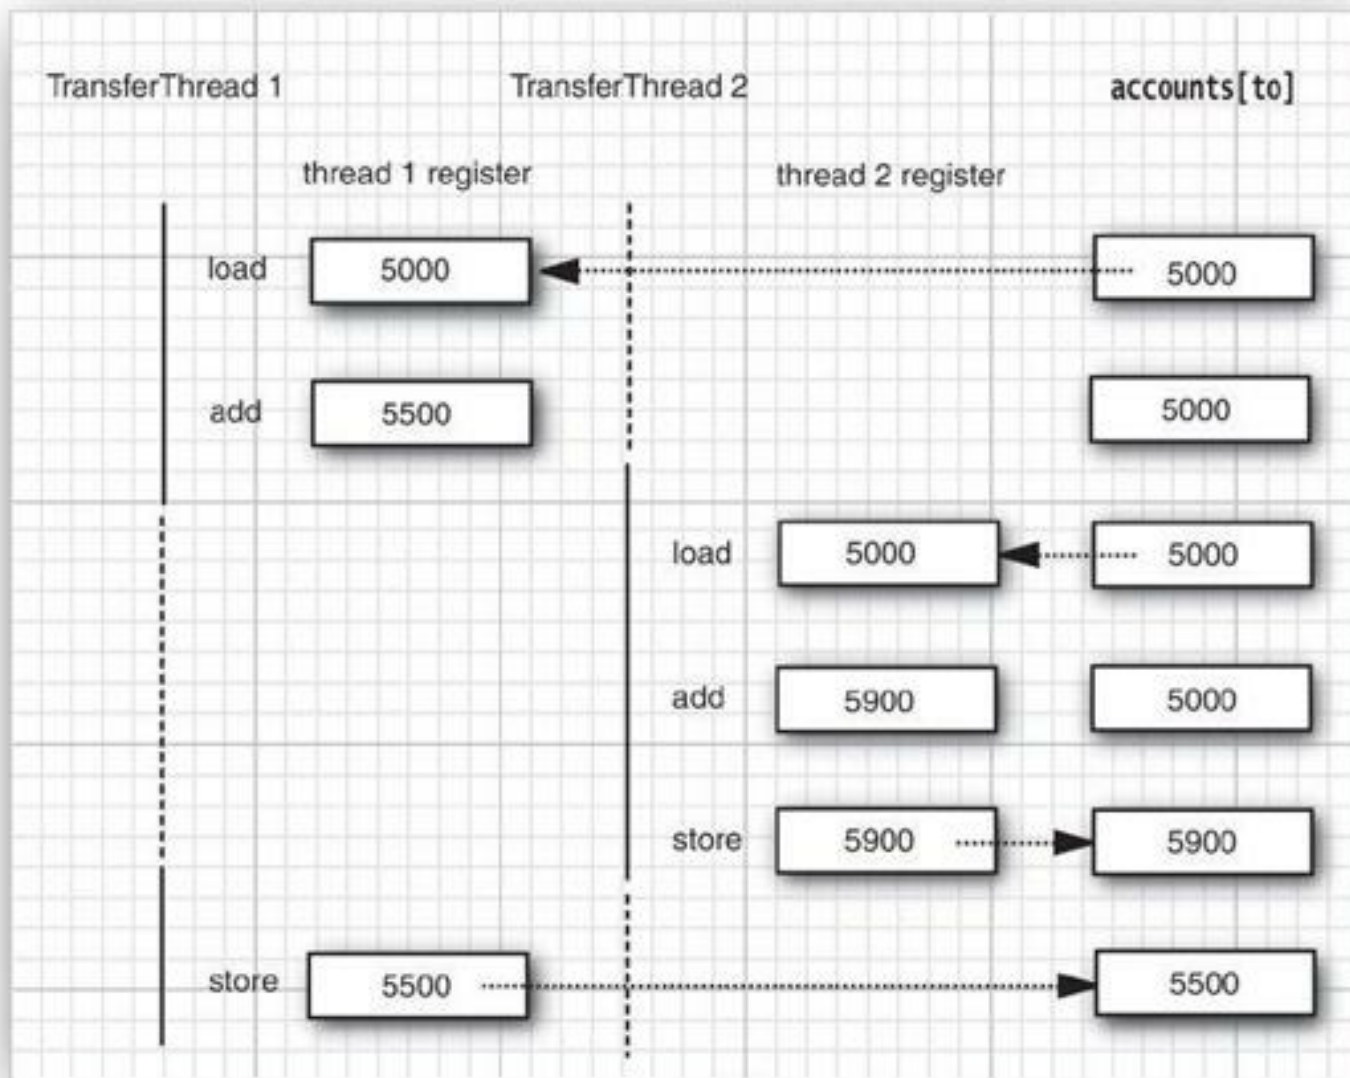 TransferThread 1 TransferThread 2 accounts[to]
thread 1 register thread 2 register
load 5000 5000
add 5500 5000
load 5000 5000
add 5900 5000
store 5900 5900
store 5500 5500